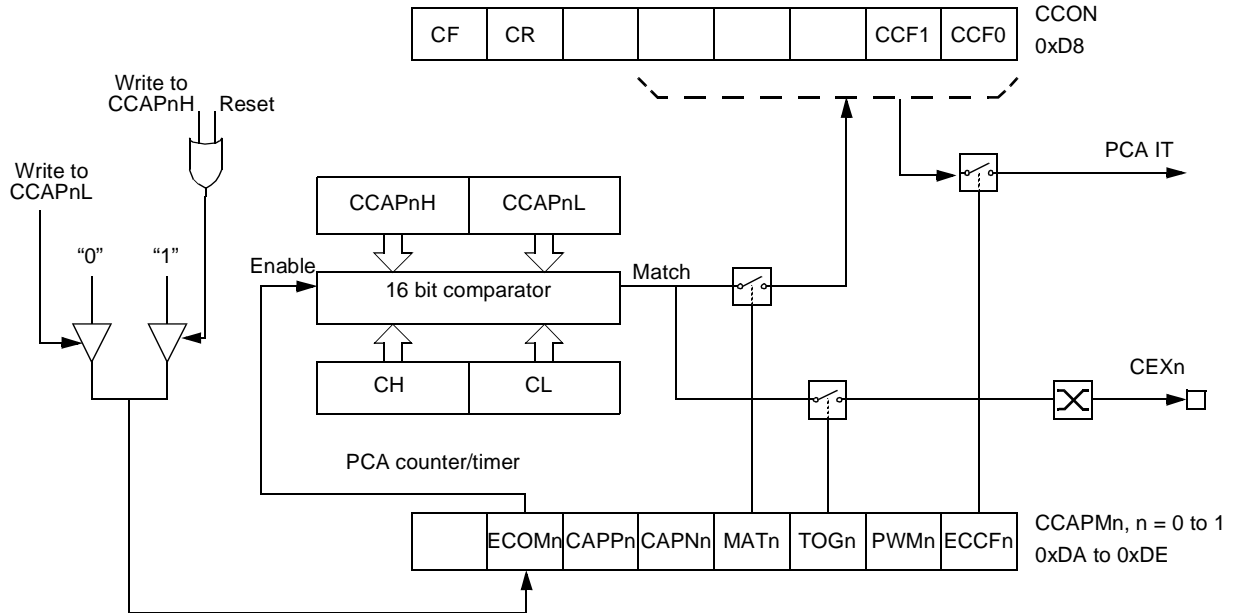 CF CR CCF1 CCF0
CCON
0xD8
Write to
CCAPnH
Reset
PCA IT
Write to
CCAPnL
CCAPnH CCAPnL
“0” “1”
Enable
16 bit comparator
Match
CH CL
CEXn
PCA counter/timer
ECOMn CAPPn CAPNn MATn TOGn PWMn ECCFn
CCAPMn, n = 0 to 1
0xDA to 0xDE